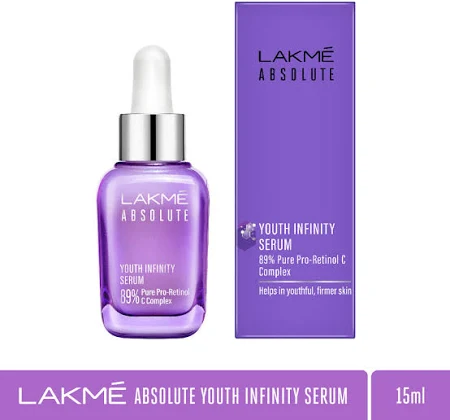 LAKMÉ
ABSOLUTE
YOUTH INFINITY
SERUM
89% Pure Pro-Retinol
C Complex
LAKMÉ
ABSOLUTE
YOUTH INFINITY
SERUM
89% Pure Pro-Retinol C
Complex
Helps in youthful, firmer skin
LAKMÉ ABSOLUTE YOUTH INFINITY SERUM
15ml